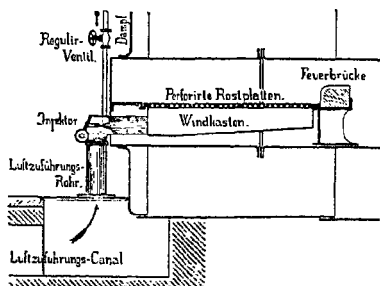 Regulir-
Ventil.
Dampf
Feuerbrücke
Perforirte Rostplatten.
Injektor
Windkasten.
Luftzuführungs-
Rohr.
Luftzuführungs-Canal